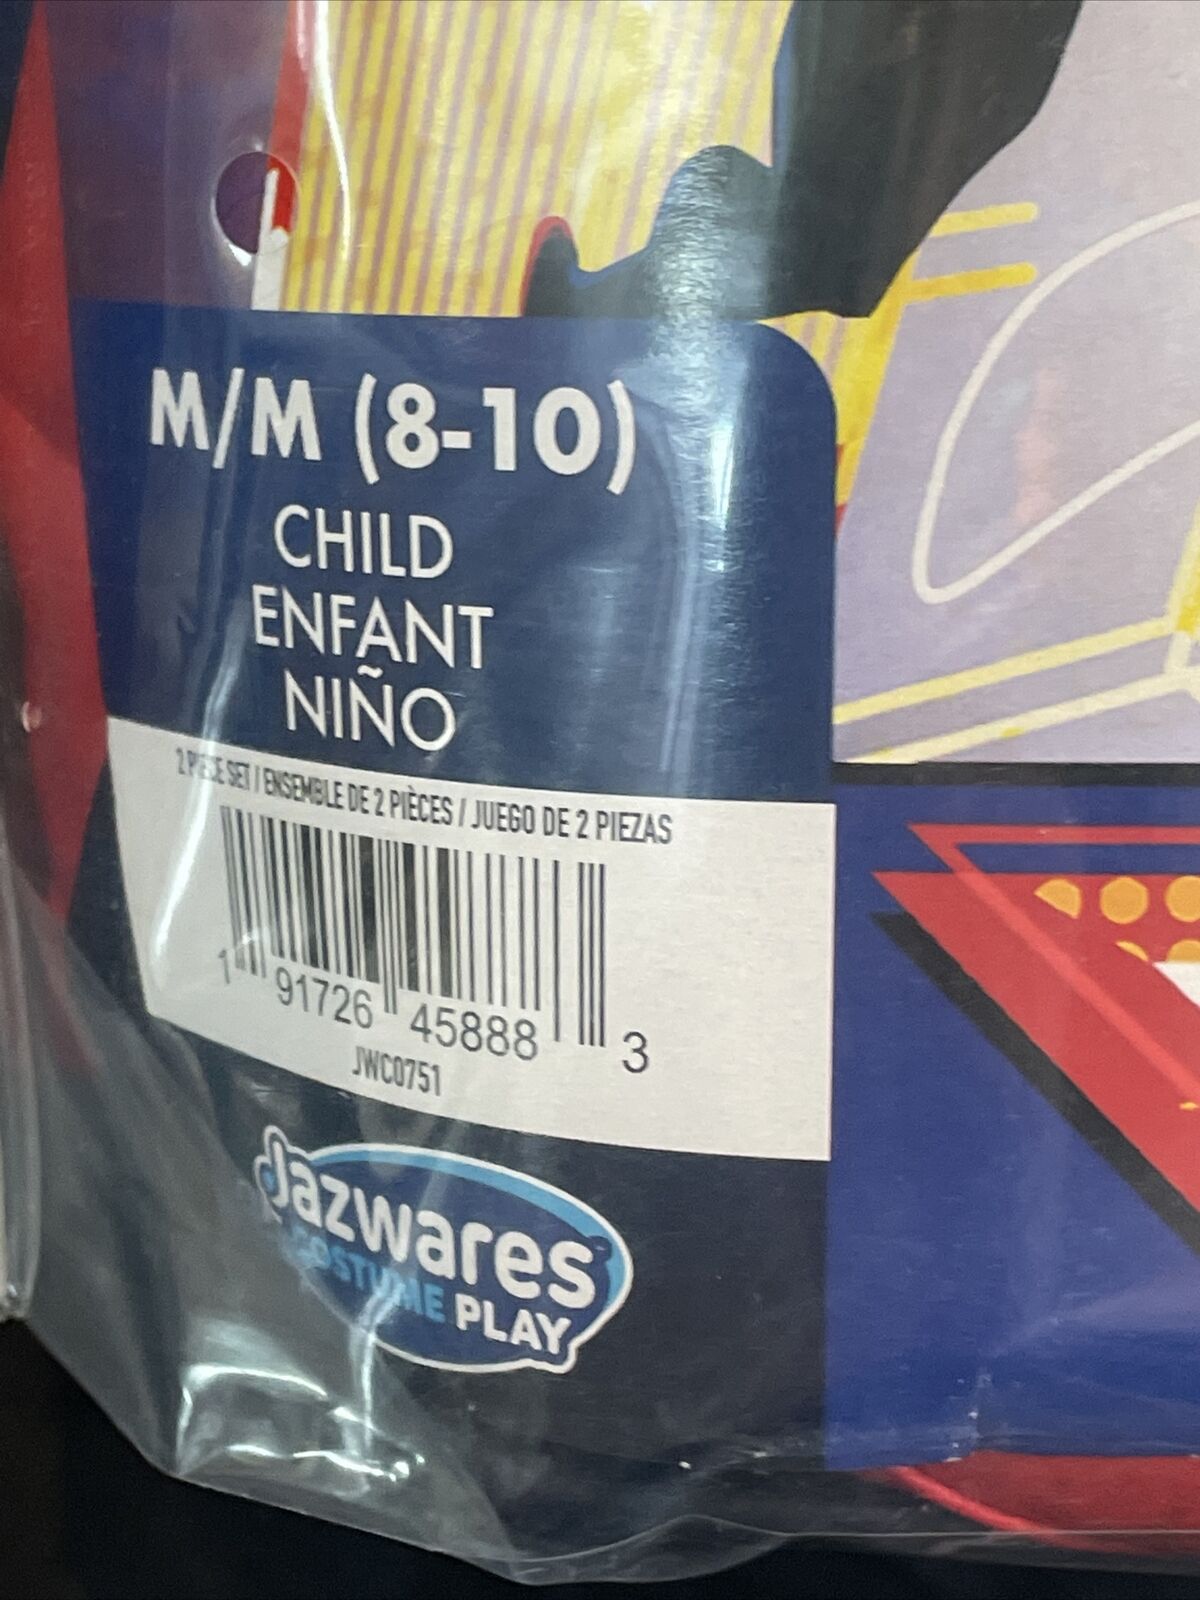 M/M (8-10)
CHILD
ENFANT
NIÑO
2 PIECE SET / ENSEMBLE DE 2 PIÈCES / JUEGO DE 2 PIEZAS
1 91726 45888 3
JWC0751
Jazwares
COSTUME PLAY